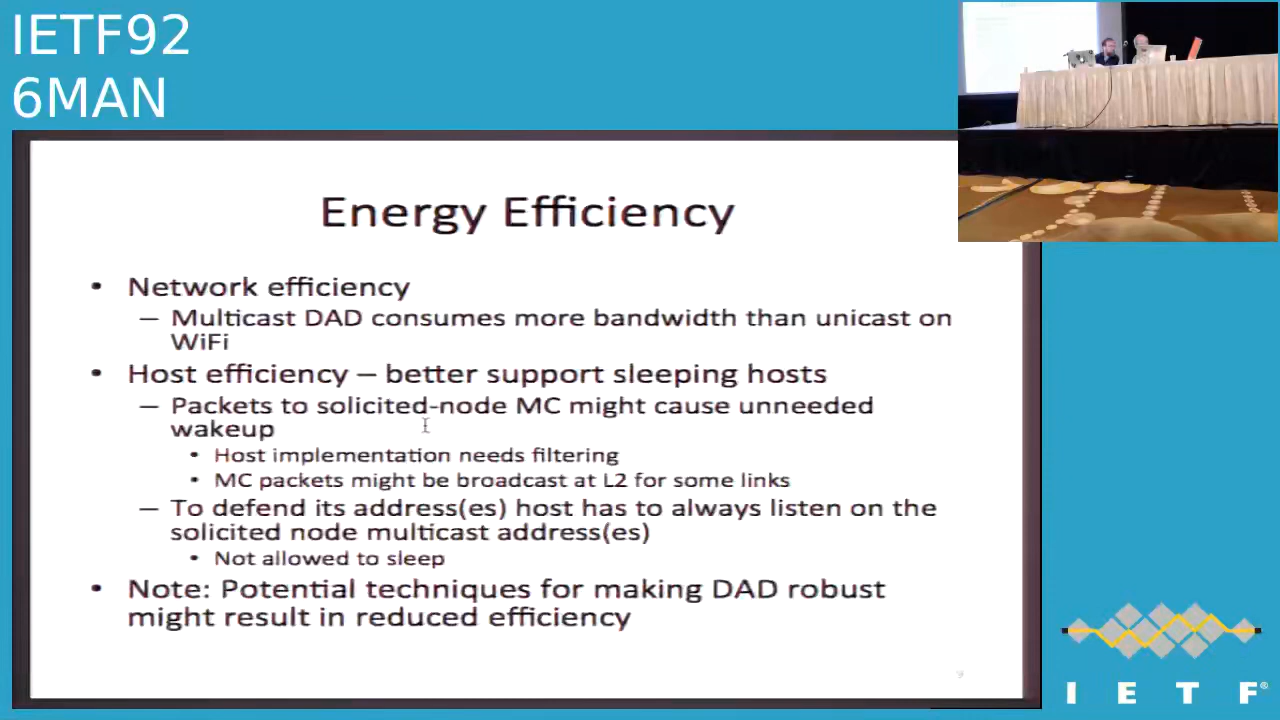 IETF92
6MAN
Energy Efficiency
• Network efficiency
– Multicast DAD consumes more bandwidth than unicast on
WiFi
• Host efficiency – better support sleeping hosts
– Packets to solicited-node MC might cause unneeded
wakeup
• Host implementation needs filtering
• MC packets might be broadcast at L2 for some links
– To defend its address(es) host has to always listen on the
solicited node multicast address(es)
• Not allowed to sleep
• Note: Potential techniques for making DAD robust
might result in reduced efficiency
I E T F®